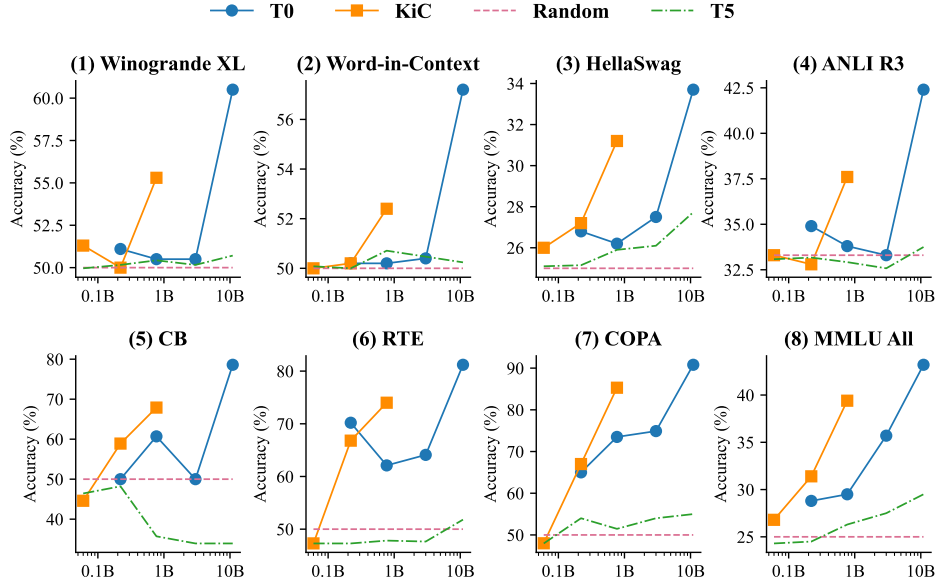 T0 KiC Random T5
(1) Winogrande XL (2) Word-in-Context (3) HellaSwag (4) ANLI R3
Accuracy (%) Accuracy (%) Accuracy (%) Accuracy (%)
60.0 57.5 55.0 52.5 50.0
56 54 52 50
34 32 30 28 26
42.5 40.0 37.5 35.0 32.5
0.1B 1B 10B 0.1B 1B 10B 0.1B 1B 10B 0.1B 1B 10B
(5) CB (6) RTE (7) COPA (8) MMLU All
Accuracy (%) Accuracy (%) Accuracy (%) Accuracy (%)
80 70 60 50 40
80 70 60 50
90 80 70 60 50
40 35 30 25
0.1B 1B 10B 0.1B 1B 10B 0.1B 1B 10B 0.1B 1B 10B